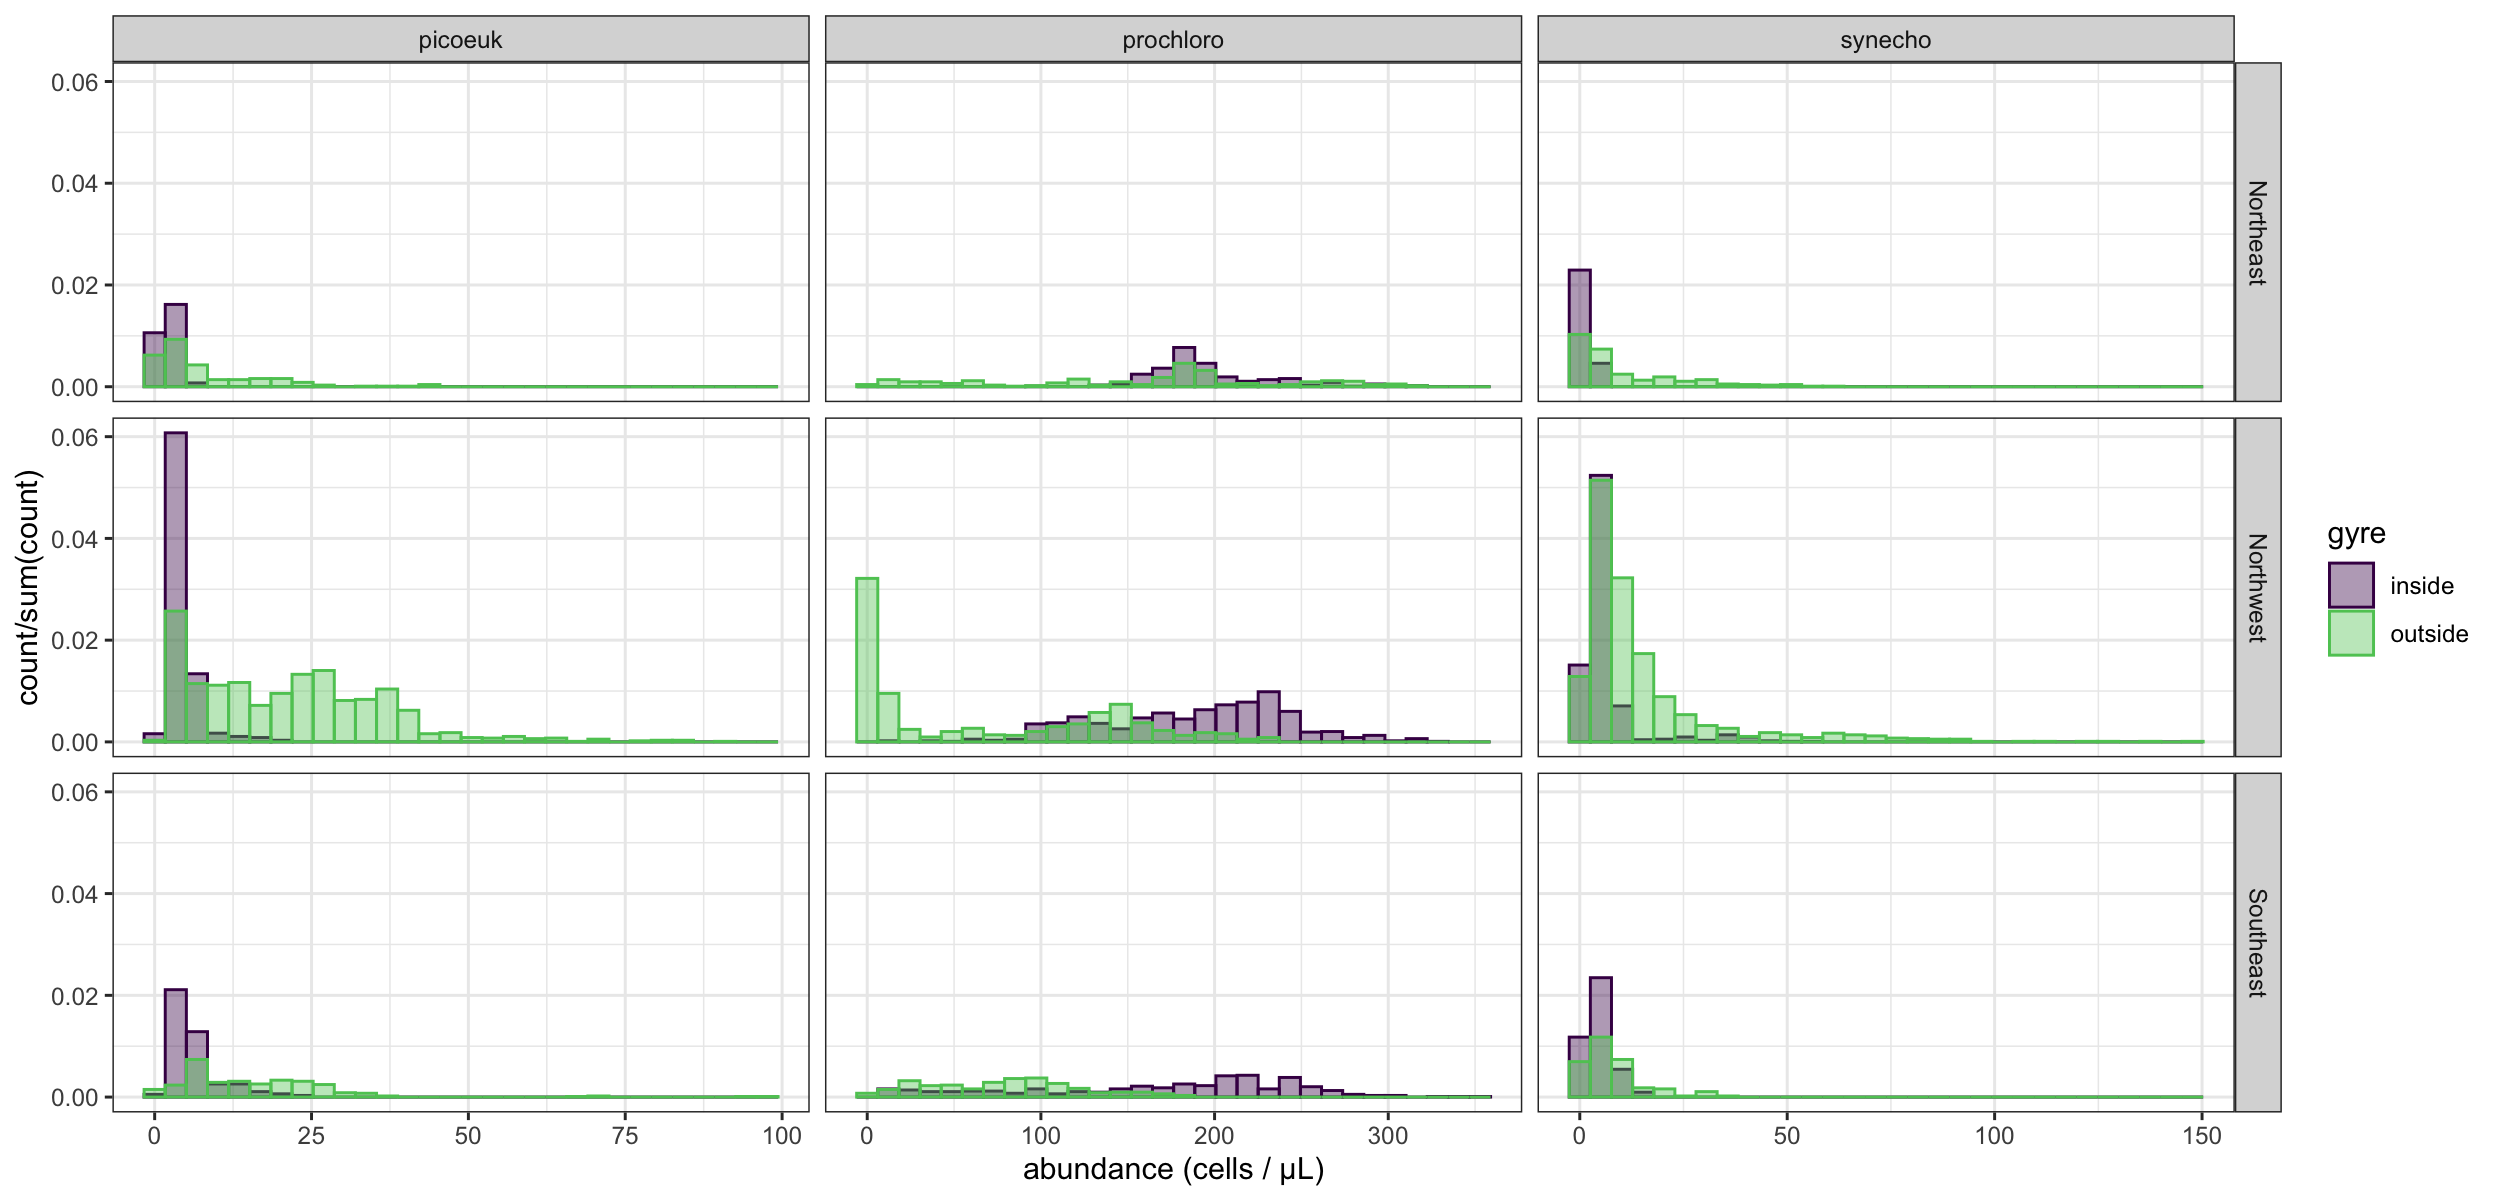 picoeuk prochloro synecho
0.06
0.04
0.02
0.00
Northeast
0.06
0.04
0.02
0.00
Northwest
0.06
0.04
0.02
0.00
Southeast
0 25 50 75 100
0 100 200 300
0 50 100 150
abundance (cells / µL)
count/sum(count)
gyre
inside
outside